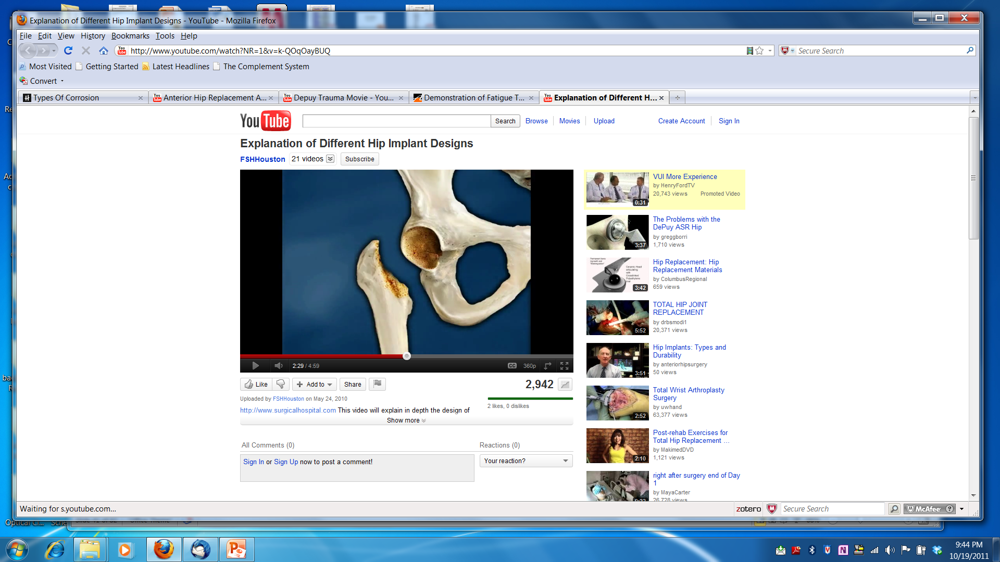 Explanation of Different Hip Implant Designs - YouTube - Mozilla Firefox
File Edit View History Bookmarks Tools Help
You Tube http://www.youtube.com/watch?NR=1&v=k-QOqOayBUQ Secure Search
Most Visited Getting Started Latest Headlines The Complement System
Convert
Types Of Corrosion
Anterior Hip Replacement A...
Depuy Trauma Movie - You...
Demonstration of Fatigue T...
Explanation of Different H...
YouTube Search Browse Movies Upload Create Account Sign In
Explanation of Different Hip Implant Designs
FSHHouston 21 videos Subscribe
2:29 / 4:59 CC 360p
Like Add to Share 2,942
Uploaded by FSHHouston on May 24, 2010
2 likes, 0 dislikes
http://www.surgicalhospital.com This video will explain in depth the design of
Show more
All Comments (0) Reactions (0)
Sign In or Sign Up now to post a comment!
Your reaction?
VUI More Experience
by HenryFordTV
20,743 views Promoted Video
0:31
The Problems with the
DePuy ASR Hip
by greggborri
1,710 views
3:37
Hip Replacement: Hip
Replacement Materials
by ColumbusRegional
659 views
Ceramic Head
articulating
with
Crosslinked
Polyethylene
3:42
TOTAL HIP JOINT
REPLACEMENT
by drbsmodi1
20,371 views
5:52
Hip Implants: Types and
Durability
by anteriorhipsurgery
50 views
3:51
Total Wrist Arthroplasty
Surgery
by uwhand
63,377 views
2:52
Post-rehab Exercises for
Total Hip Replacement ...
by MakimedDVD
1,121 views
2:10
right after surgery end of Day
1
by MayaCarter
26,728 views
Waiting for s.youtube.com...
zotero Secure Search McAfee
9:44 PM
10/19/2011